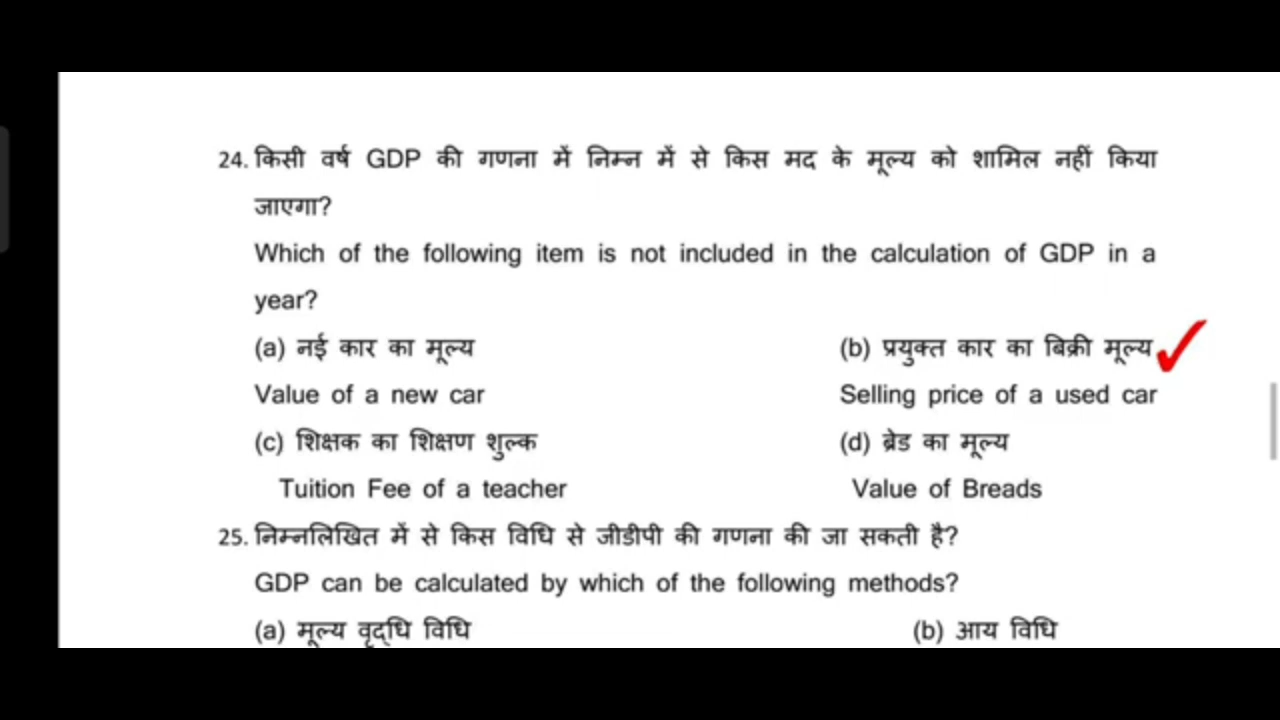 24. किसी वर्ष GDP की गणना में निम्न में से किस मद के मूल्य को शामिल नहीं किया
जाएगा?
Which of the following item is not included in the calculation of GDP in a
year?
(a) नई कार का मूल्य (b) प्रयुक्त कार का बिक्री मूल्य
Value of a new car Selling price of a used car
(c) शिक्षक का शिक्षण शुल्क (d) ब्रेड का मूल्य
Tuition Fee of a teacher Value of Breads
25. निम्नलिखित में से किस विधि से जीडीपी की गणना की जा सकती है?
GDP can be calculated by which of the following methods?
(a) मूल्य वृद्धि विधि (b) आय विधि